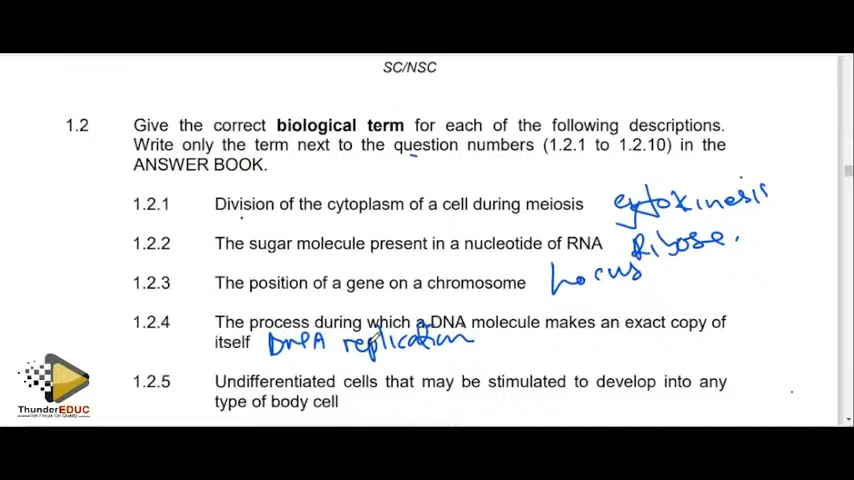 SC/NSC
1.2 Give the correct biological term for each of the following descriptions.
Write only the term next to the question numbers (1.2.1 to 1.2.10) in the
ANSWER BOOK.
1.2.1 Division of the cytoplasm of a cell during meiosis cytokinesis
1.2.2 The sugar molecule present in a nucleotide of RNA Ribose.
1.2.3 The position of a gene on a chromosome Locus
1.2.4 The process during which a DNA molecule makes an exact copy of
itself DNA replication
1.2.5 Undifferentiated cells that may be stimulated to develop into any
type of body cell
ThunderEDUC
We Focus On Quality